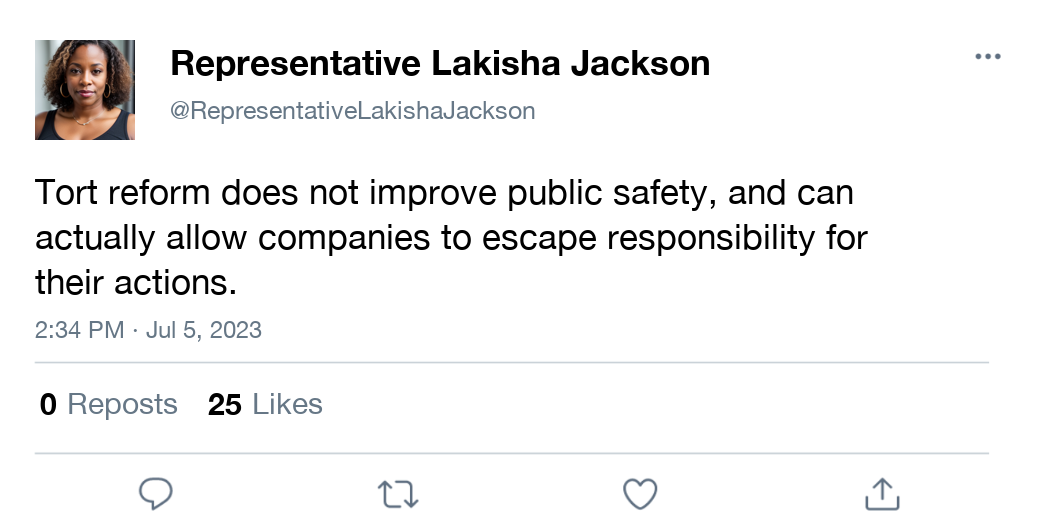 Representative Lakisha Jackson
@RepresentativeLakishaJackson
Tort reform does not improve public safety, and can
actually allow companies to escape responsibility for
their actions.
2:34 PM · Jul 5, 2023
0 Reposts 25 Likes